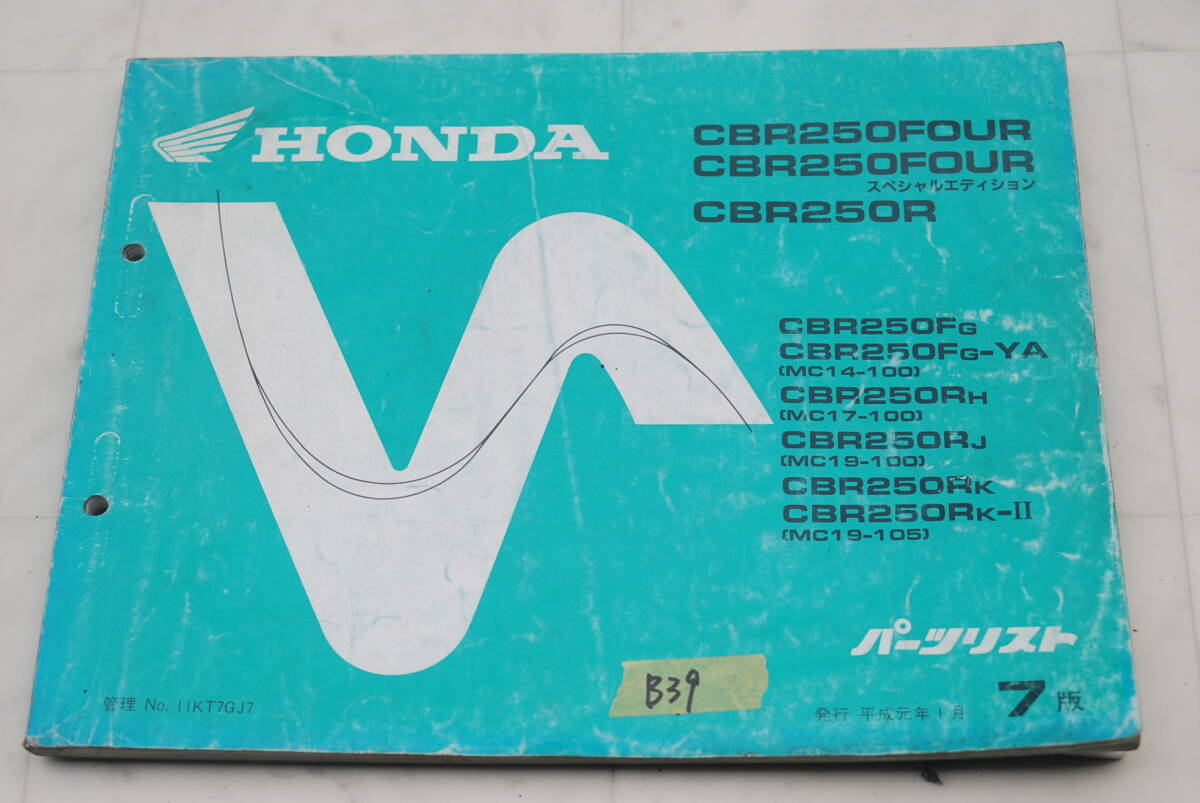 HONDA
CBR250FOUR
CBR250FOUR
スペシャルエディション
CBR250R
CBR250FG
CBR250FG-YA
(MC14-100)
CBR250RH
(MC17-100)
CBR250RJ
(MC19-100)
CBR250RK
CBR250RK-II
(MC19-105)
パーツリスト
B39
管理 No. 11KT7GJ7
発行 平成元年1月 7版